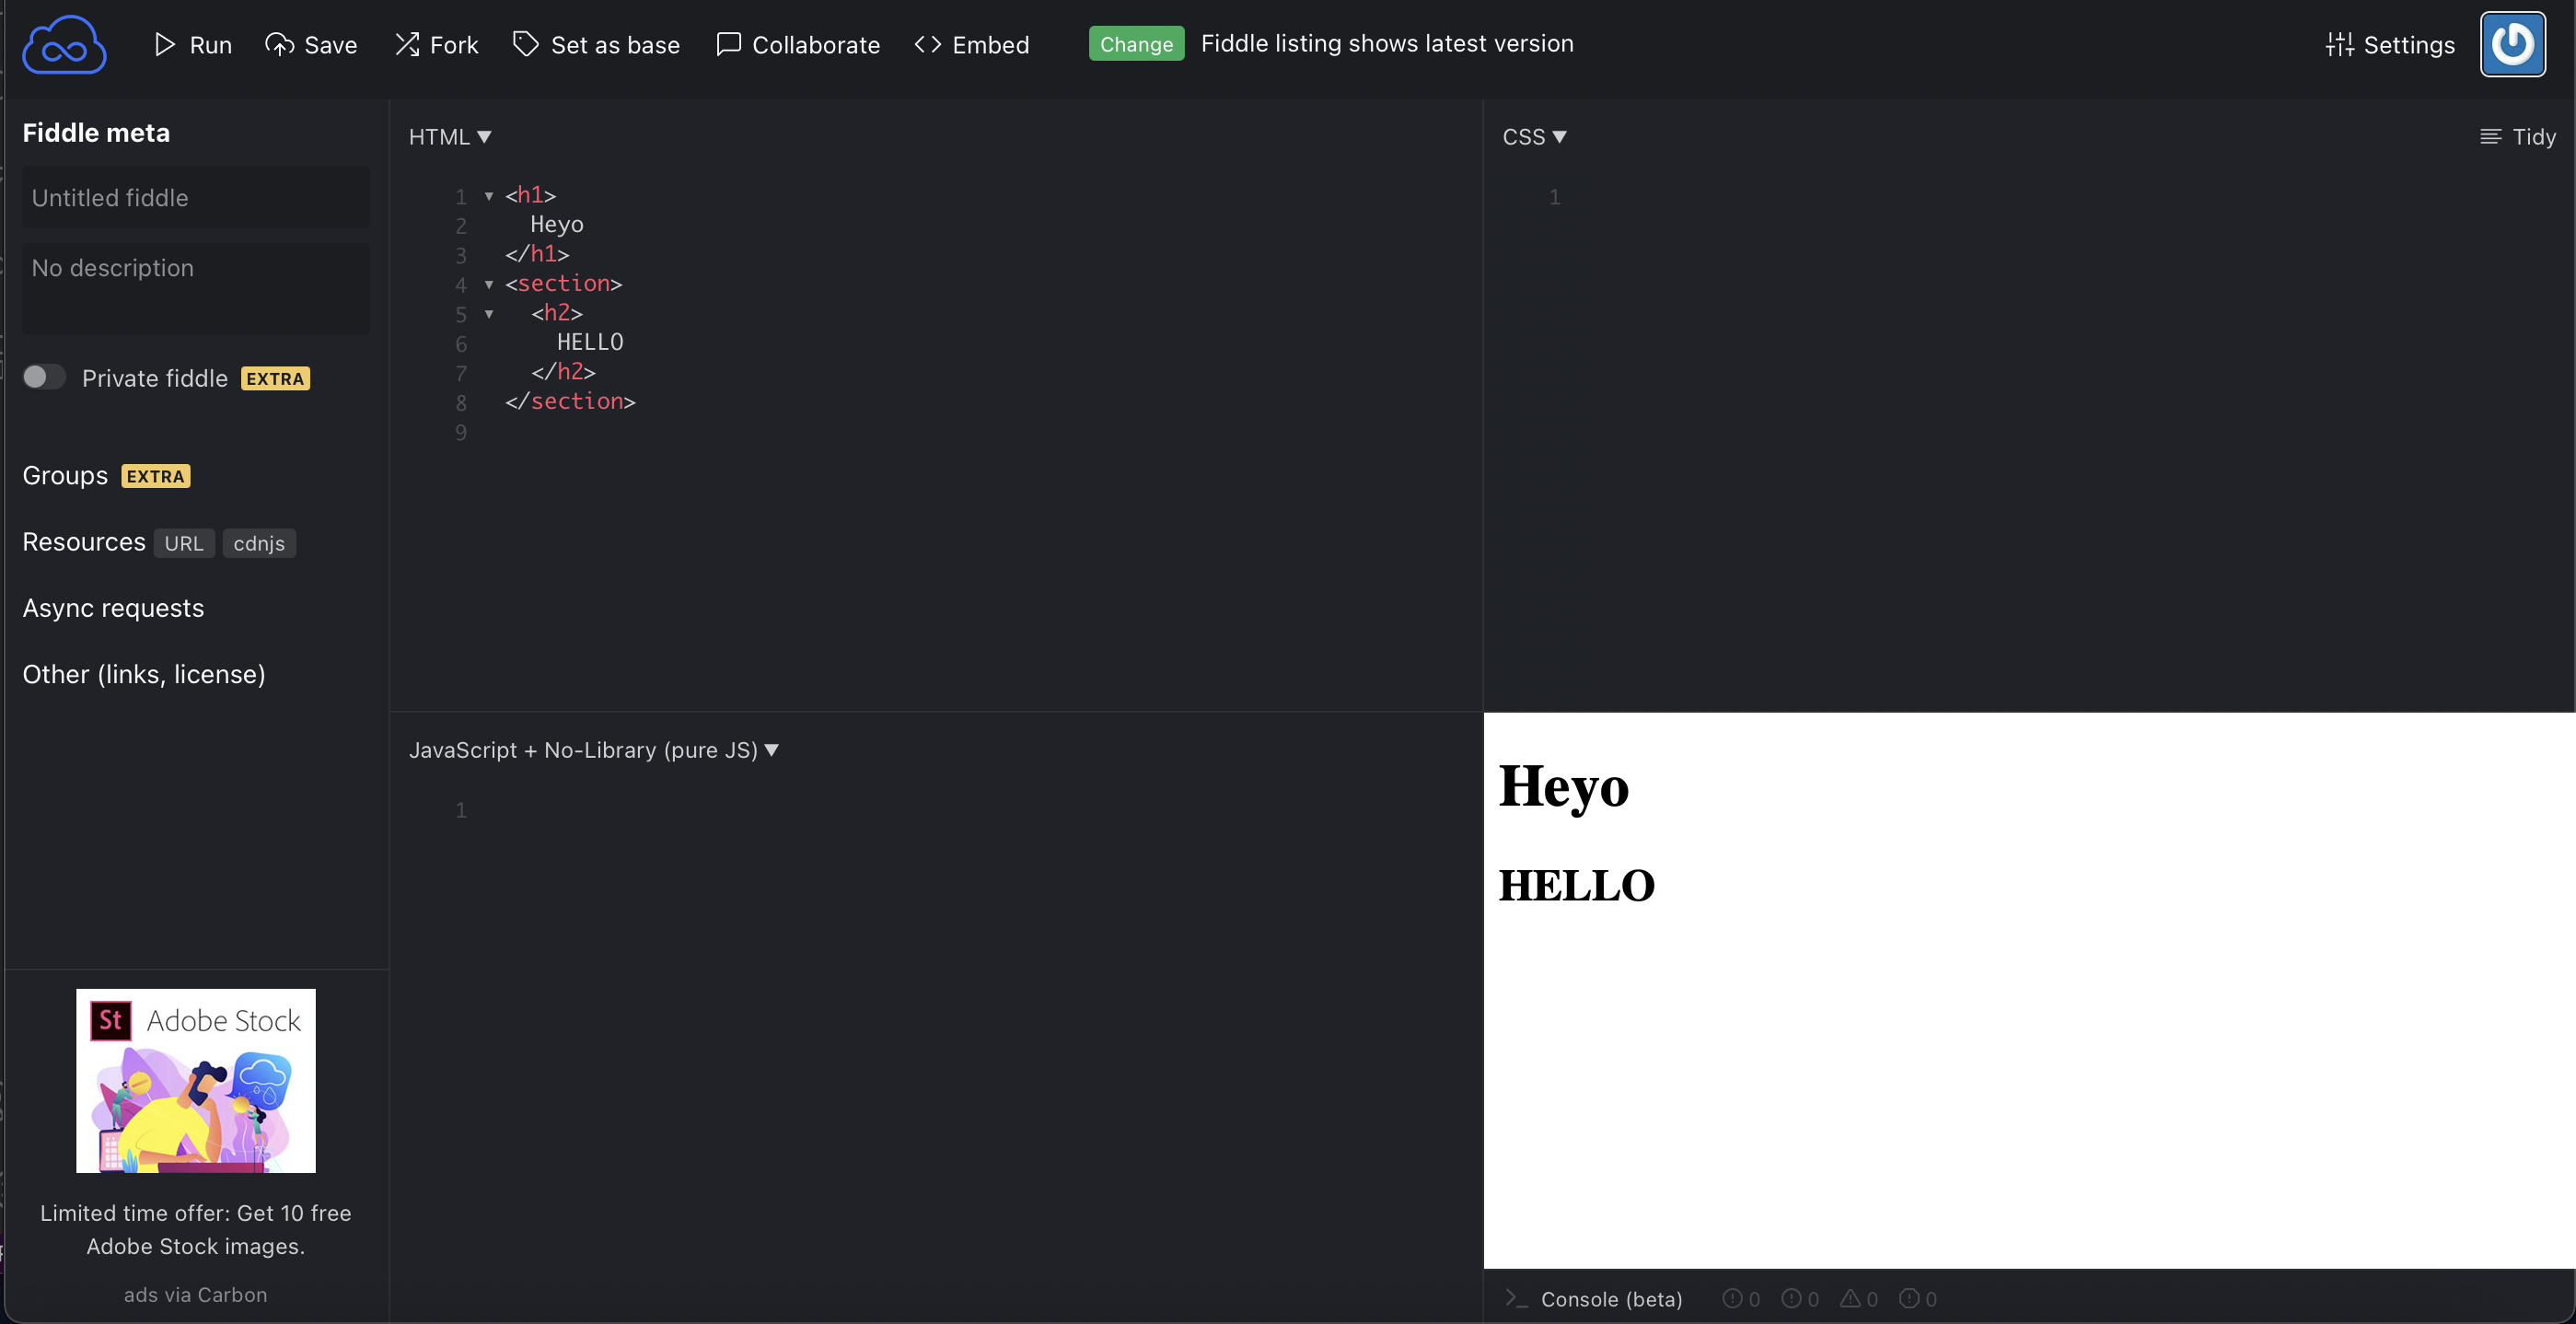 Run Save Fork Set as base Collaborate Embed Change Fiddle listing shows latest version Settings
Fiddle meta
Untitled fiddle
No description
Private fiddle EXTRA
Groups EXTRA
Resources URL cdnjs
Async requests
Other (links, license)
St Adobe Stock
Limited time offer: Get 10 free
Adobe Stock images.
ads via Carbon
HTML ▼
1 <h1>
2 Heyo
3 </h1>
4 <section>
5 <h2>
6 HELLO
7 </h2>
8 </section>
9
CSS ▼ Tidy
1
JavaScript + No-Library (pure JS) ▼
1
Heyo
HELLO
>_ Console (beta) 0 0 0 0